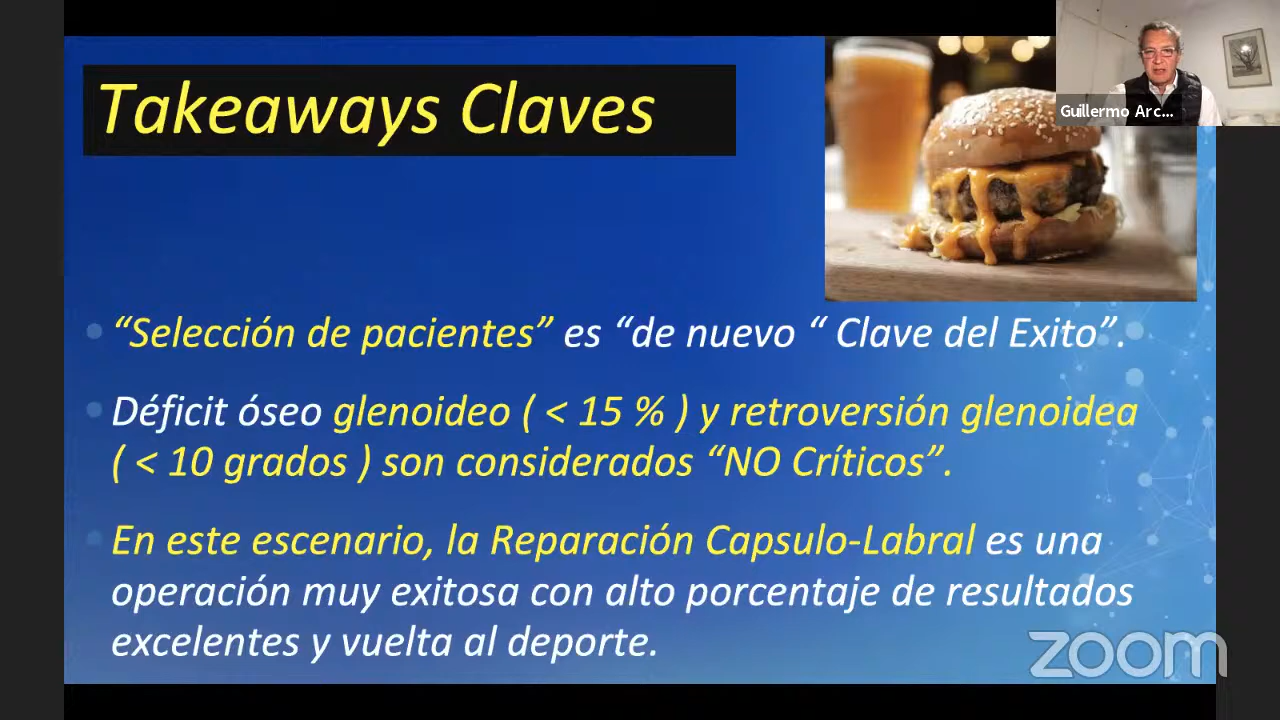 Takeaways Claves
Guillermo Arc...
“Selección de pacientes” es “de nuevo “ Clave del Exito”.
Déficit óseo glenoideo ( < 15 % ) y retroversión glenoidea
( < 10 grados ) son considerados “NO Críticos”.
En este escenario, la Reparación Capsulo-Labral es una
operación muy exitosa con alto porcentaje de resultados
excelentes y vuelta al deporte.
zoom